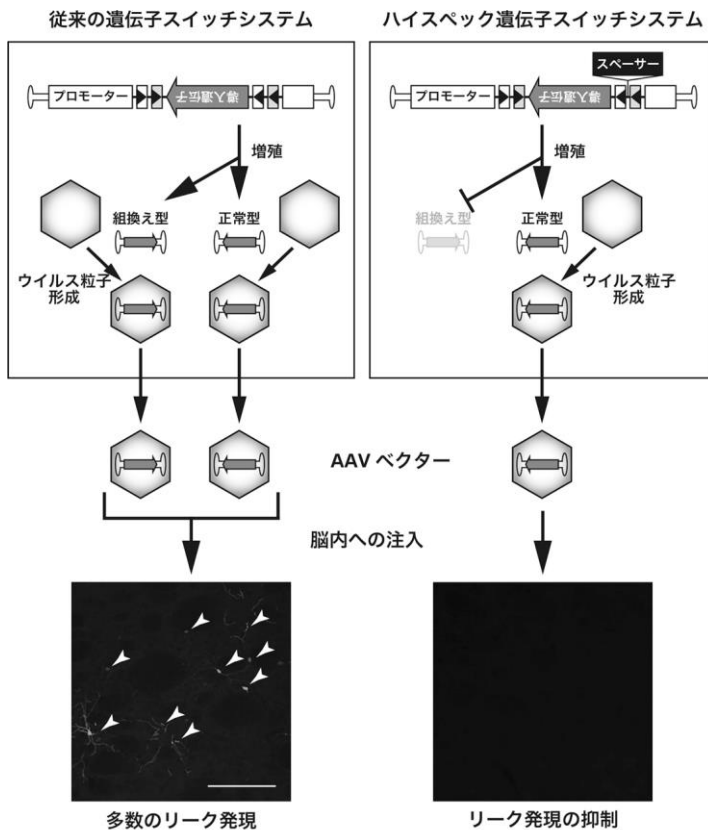 従来の遺伝子スイッチシステム
プロモーター
導入遺伝子
増殖
組換え型
正常型
ウイルス粒子
形成
ハイスペック遺伝子スイッチシステム
スペーサー
プロモーター
導入遺伝子
増殖
組換え型
正常型
ウイルス粒子
形成
AAV ベクター
脳内への注入
多数のリーク発現
リーク発現の抑制